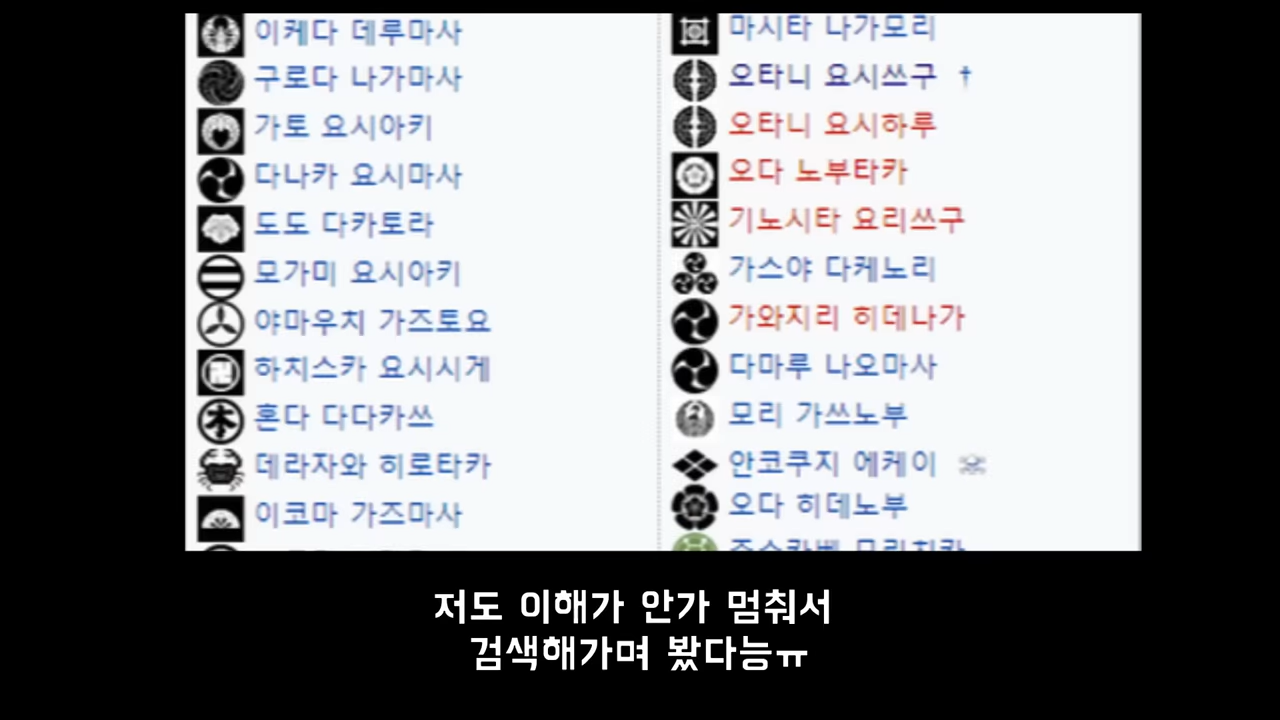 이케다 데루마사
구로다 나가마사
가토 요시아키
다나카 요시마사
도도 다카토라
모가미 요시아키
야마우치 가즈토요
하치스카 요시시게
혼다 다다카쓰
데라자와 히로타카
이코마 가즈마사
마시타 나가모리
오타니 요시쓰구 †
오타니 요시하루
오다 노부타카
기노시타 요리쓰구
가스야 다케노리
가와지리 히데나가
다마루 나오마사
모리 가쓰노부
안코쿠지 에케이
오다 히데노부
저도 이해가 안가 멈춰서
검색해가며 봤다능ㅠ